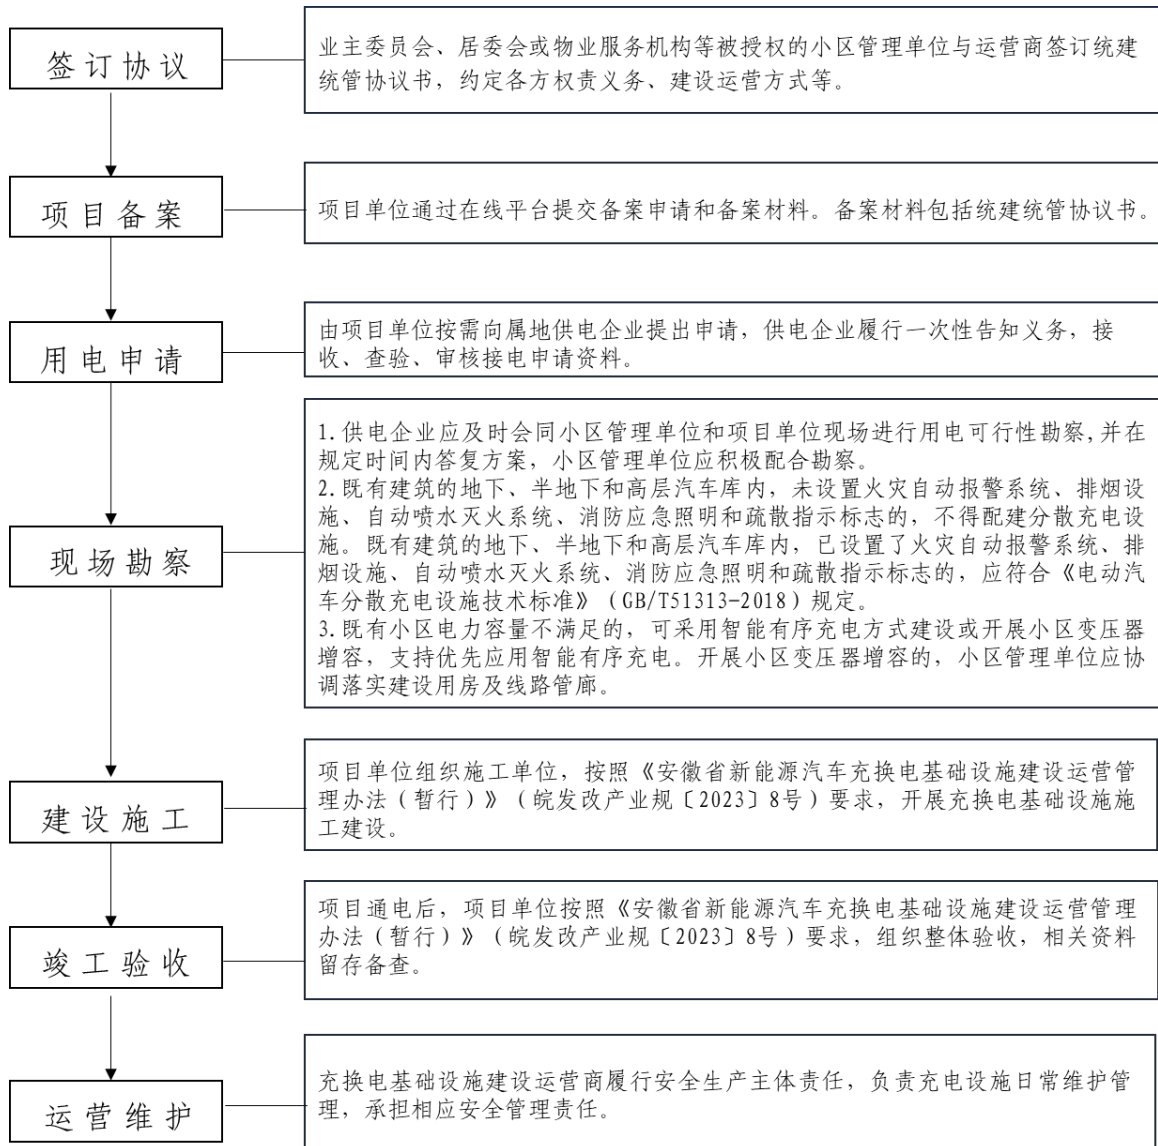 签订协议
业主委员会、居委会或物业服务机构等被授权的小区管理单位与运营商签订统建
统管协议书，约定各方权责义务、建设运营方式等。
项目备案
项目单位通过在线平台提交备案申请和备案材料。备案材料包括统建统管协议书。
用电申请
由项目单位按需向属地供电企业提出申请，供电企业履行一次性告知义务，接
收、查验、审核接电申请资料。
现场勘察
1.供电企业应及时会同小区管理单位和项目单位现场进行用电可行性勘察,并在
规定时间内答复方案，小区管理单位应积极配合勘察。
2.既有建筑的地下、半地下和高层汽车库内，未设置火灾自动报警系统、排烟设
施、自动喷水灭火系统、消防应急照明和疏散指示标志的，不得配建分散充电设
施。既有建筑的地下、半地下和高层汽车库内，已设置了火灾自动报警系统、排
烟设施、自动喷水灭火系统、消防应急照明和疏散指示标志的，应符合《电动汽
车分散充电设施技术标准》（GB/T51313-2018）规定。
3.既有小区电力容量不满足的，可采用智能有序充电方式建设或开展小区变压器
增容，支持优先应用智能有序充电。开展小区变压器增容的，小区管理单位应协
调落实建设用房及线路管廊。
建设施工
项目单位组织施工单位，按照《安徽省新能源汽车充换电基础设施建设运营管
理办法（暂行）》（皖发改产业规〔2023〕8号）要求，开展充换电基础设施施
工建设。
竣工验收
项目通电后，项目单位按照《安徽省新能源汽车充换电基础设施建设运营管理
办法（暂行）》（皖发改产业规〔2023〕8号）要求，组织整体验收，相关资料
留存备查。
运营维护
充换电基础设施建设运营商履行安全生产主体责任，负责充电设施日常维护管
理，承担相应安全管理责任。